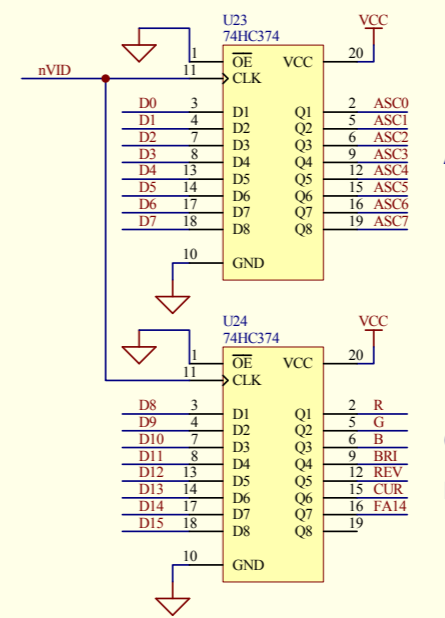 U23
74HC374
VCC
nVID
1 OE VCC 20
11 CLK
D0 3 D1 Q1 2 ASC0
D1 4 D2 Q2 5 ASC1
D2 7 D3 Q3 6 ASC2
D3 8 D4 Q4 9 ASC3
D4 13 D5 Q5 12 ASC4
D5 14 D6 Q6 15 ASC5
D6 17 D7 Q7 16 ASC6
D7 18 D8 Q8 19 ASC7
10 GND
U24
74HC374
VCC
1 OE VCC 20
11 CLK
D8 3 D1 Q1 2 R
D9 4 D2 Q2 5 G
D10 7 D3 Q3 6 B
D11 8 D4 Q4 9 BRI
D12 13 D5 Q5 12 REV
D13 14 D6 Q6 15 CUR
D14 17 D7 Q7 16 FA14
D15 18 D8 Q8 19
10 GND